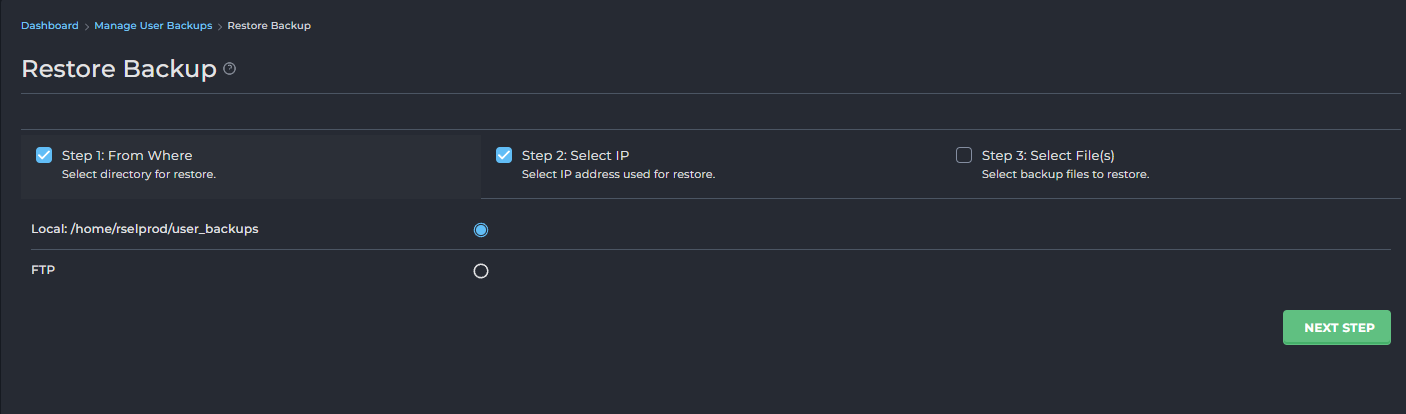 Dashboard > Manage User Backups > Restore Backup
Restore Backup ?
Step 1: From Where
Select directory for restore.
Step 2: Select IP
Select IP address used for restore.
Step 3: Select File(s)
Select backup files to restore.
Local: /home/rselprod/user_backups
FTP
NEXT STEP